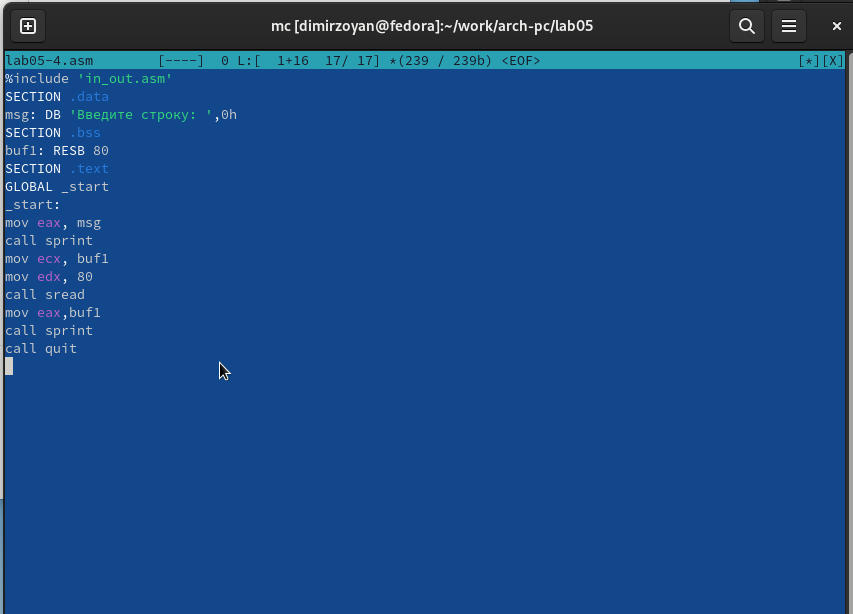 mc [dimirzoyan@fedora]:~/work/arch-pc/lab05
lab05-4.asm        [----]  0 L:[  1+16  17/ 17] *(239 / 239b) <EOF>                                [*][X]
%include 'in_out.asm'
SECTION .data
msg: DB 'Введите строку: ',0h
SECTION .bss
buf1: RESB 80
SECTION .text
GLOBAL _start
_start:
mov eax, msg
call sprint
mov ecx, buf1
mov edx, 80
call sread
mov eax,buf1
call sprint
call quit